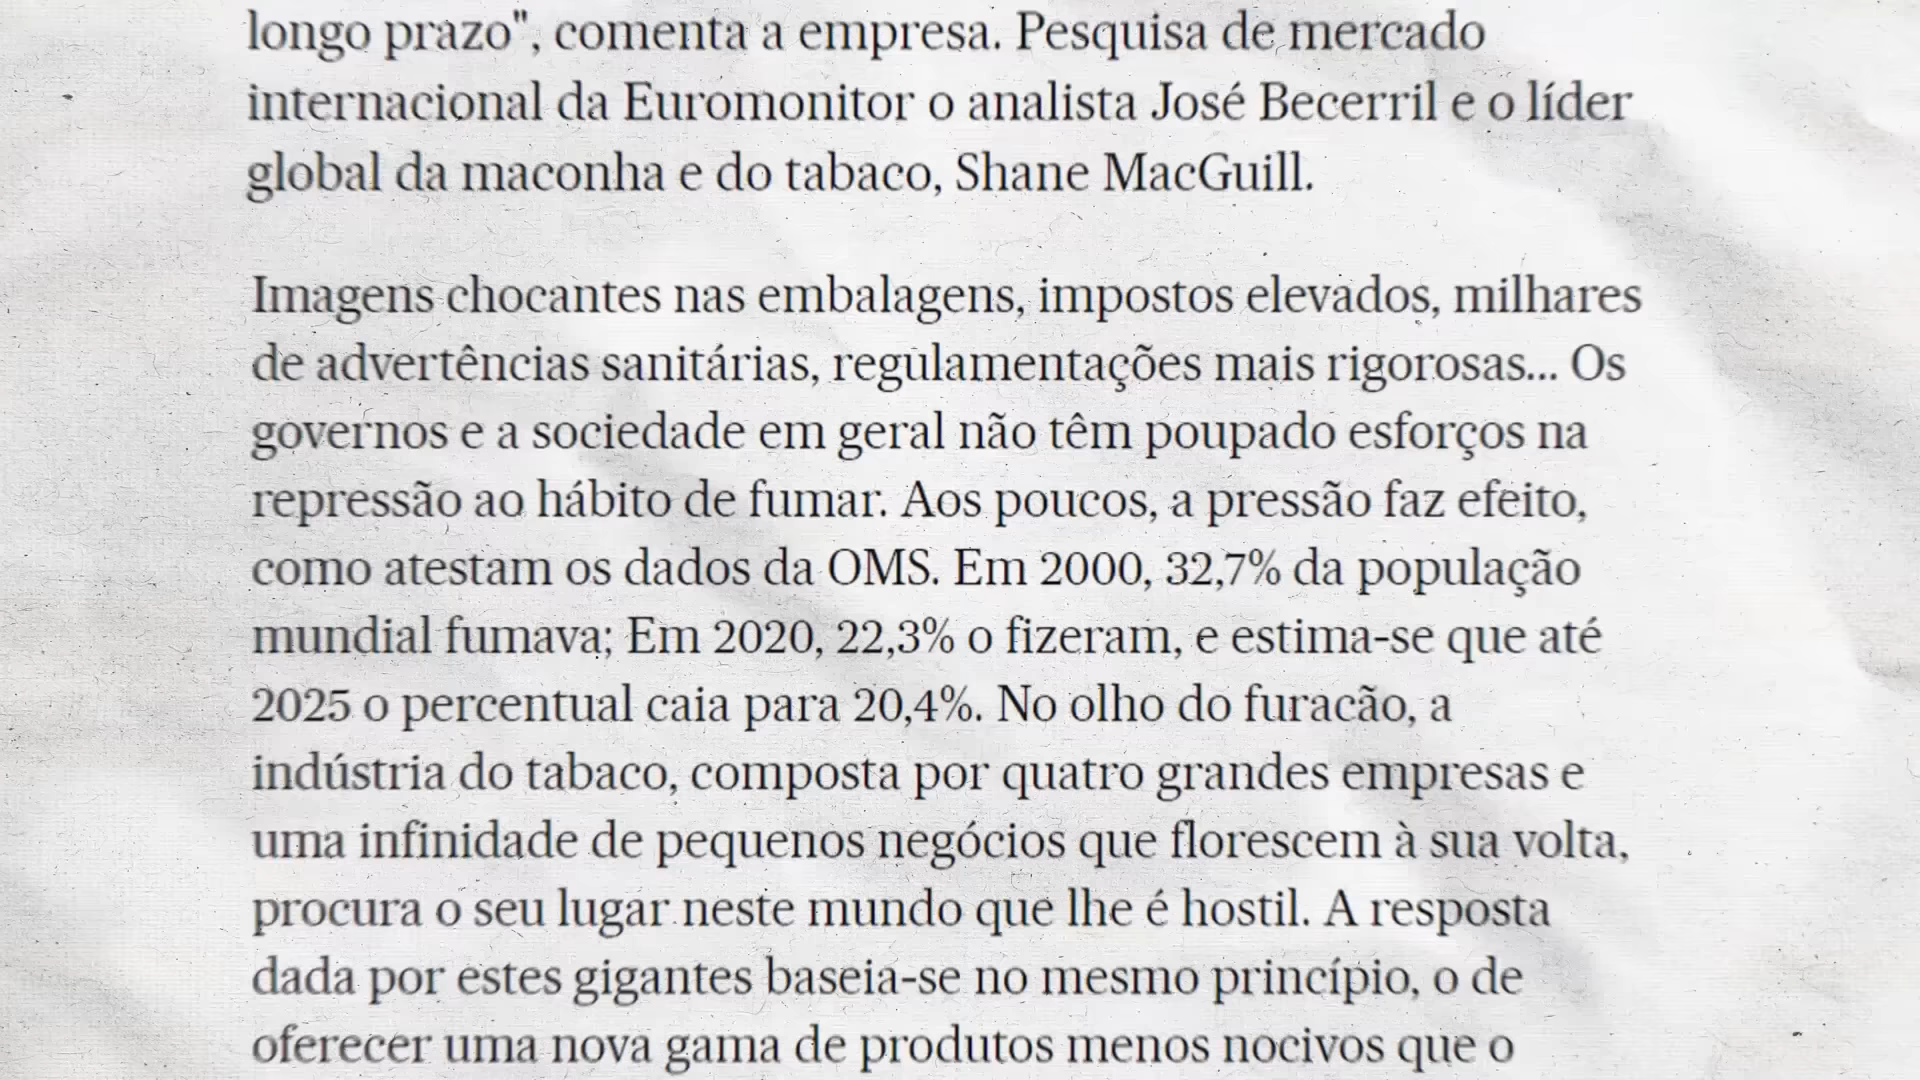 longo prazo", comenta a empresa. Pesquisa de mercado
internacional da Euromonitor o analista José Becerril e o líder
global da maconha e do tabaco, Shane MacGuill.
Imagens chocantes nas embalagens, impostos elevados, milhares
de advertências sanitárias, regulamentações mais rigorosas... Os
governos e a sociedade em geral não têm poupado esforços na
repressão ao hábito de fumar. Aos poucos, a pressão faz efeito,
como atestam os dados da OMS. Em 2000, 32,7% da população
mundial fumava; Em 2020, 22,3% o fizeram, e estima-se que até
2025 o percentual caia para 20,4%. No olho do furacão, a
indústria do tabaco, composta por quatro grandes empresas e
uma infinidade de pequenos negócios que florescem à sua volta,
procura o seu lugar neste mundo que lhe é hostil. A resposta
dada por estes gigantes baseia-se no mesmo princípio, o de
oferecer uma nova gama de produtos menos nocivos que o